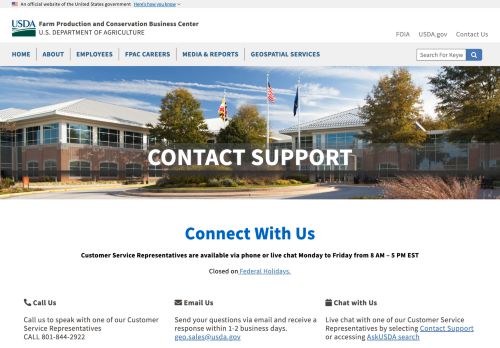 An official website of the United States government Here's how you know
USDA Farm Production and Conservation Business Center
U.S. DEPARTMENT OF AGRICULTURE
FOIA USDA.gov Contact Us
HOME ABOUT EMPLOYEES FPAC CAREERS MEDIA & REPORTS GEOSPATIAL SERVICES
Search For Keyw
CONTACT SUPPORT
Connect With Us
Customer Service Representatives are available via phone or live chat Monday to Friday from 8 AM – 5 PM EST
Closed on Federal Holidays.
Call Us
Call us to speak with one of our Customer
Service Representatives
CALL 801-844-2922
Email Us
Send your questions via email and receive a
response within 1-2 business days.
geo.sales@usda.gov
Chat with Us
Live chat with one of our Customer Service
Representatives by selecting Contact Support
or accessing AskUSDA search